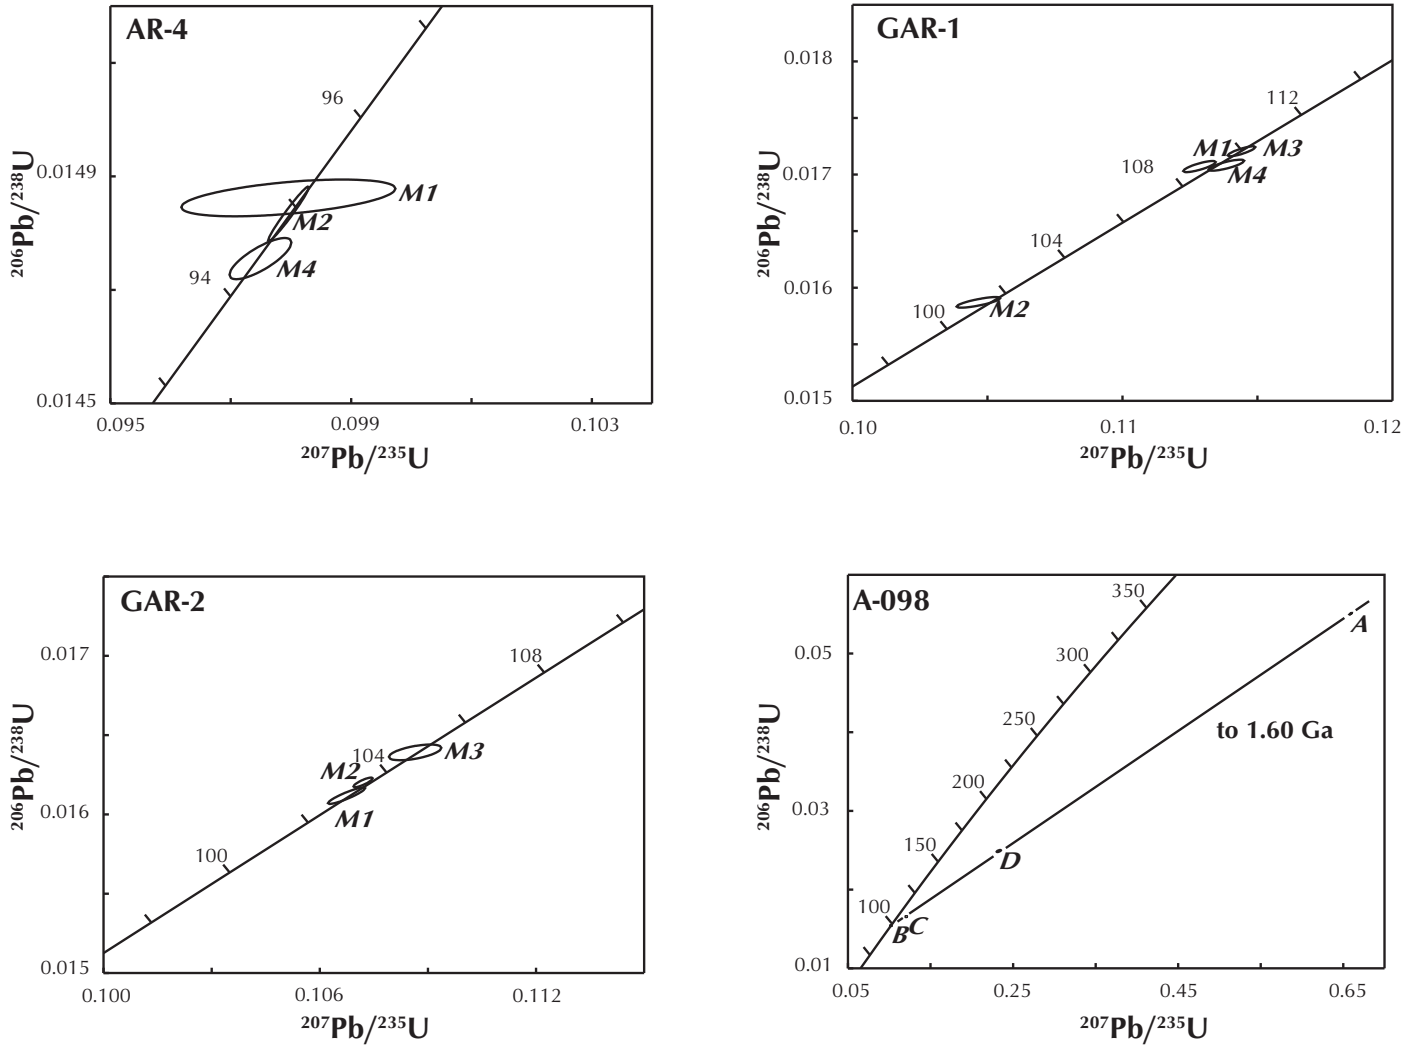 AR-4
96
0.0149
M1
M2
94
M4
0.0145
0.095
0.099
0.103
206Pb/238U
207Pb/235U
GAR-1
0.018
112
M1
M3
108
0.017
M4
104
0.016
100
M2
0.015
0.10
0.11
0.12
206Pb/238U
207Pb/235U
GAR-2
0.017
108
104
M3
M2
0.016
M1
100
0.015
0.100
0.106
0.112
206Pb/238U
207Pb/235U
A-098
350
A
0.05
300
250
to 1.60 Ga
200
0.03
150
D
100
C
B
0.01
0.05
0.25
0.45
0.65
206Pb/238U
207Pb/235U